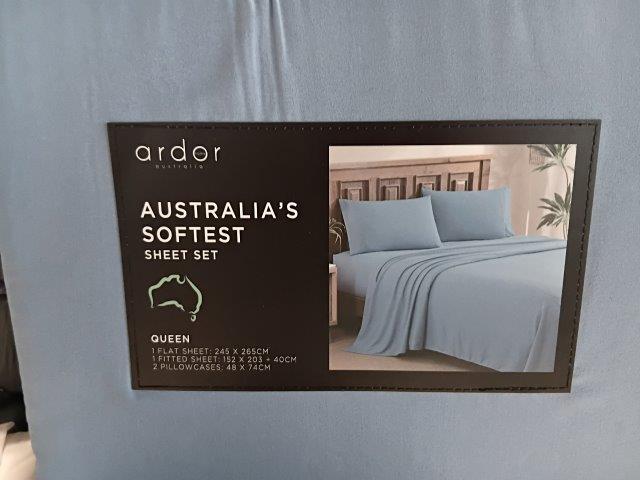 ardor
australia
AUSTRALIA'S
SOFTEST
SHEET SET
QUEEN
1 FLAT SHEET: 245 X 265CM
1 FITTED SHEET: 152 X 203 + 40CM
2 PILLOWCASES: 48 X 74CM